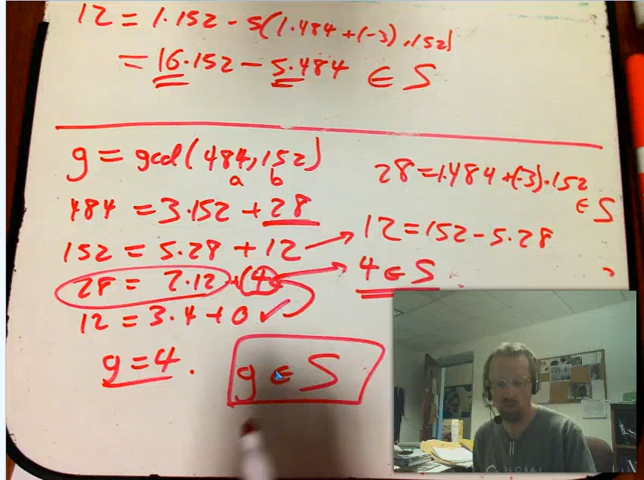 12 = 1.152 - 5(1.484 + (-3).152)
= 16.152 - 5.484 ∈ S
g = gcd(484, 152)
a b
484 = 3.152 + 28
152 = 5.28 + 12
28 = 2.12 + 4
12 = 3.4 + 0 ✓
g = 4.
g ∈ S
28 = 1.484 + (-3).152
∈ S
12 = 152 - 5.28
4 ∈ S